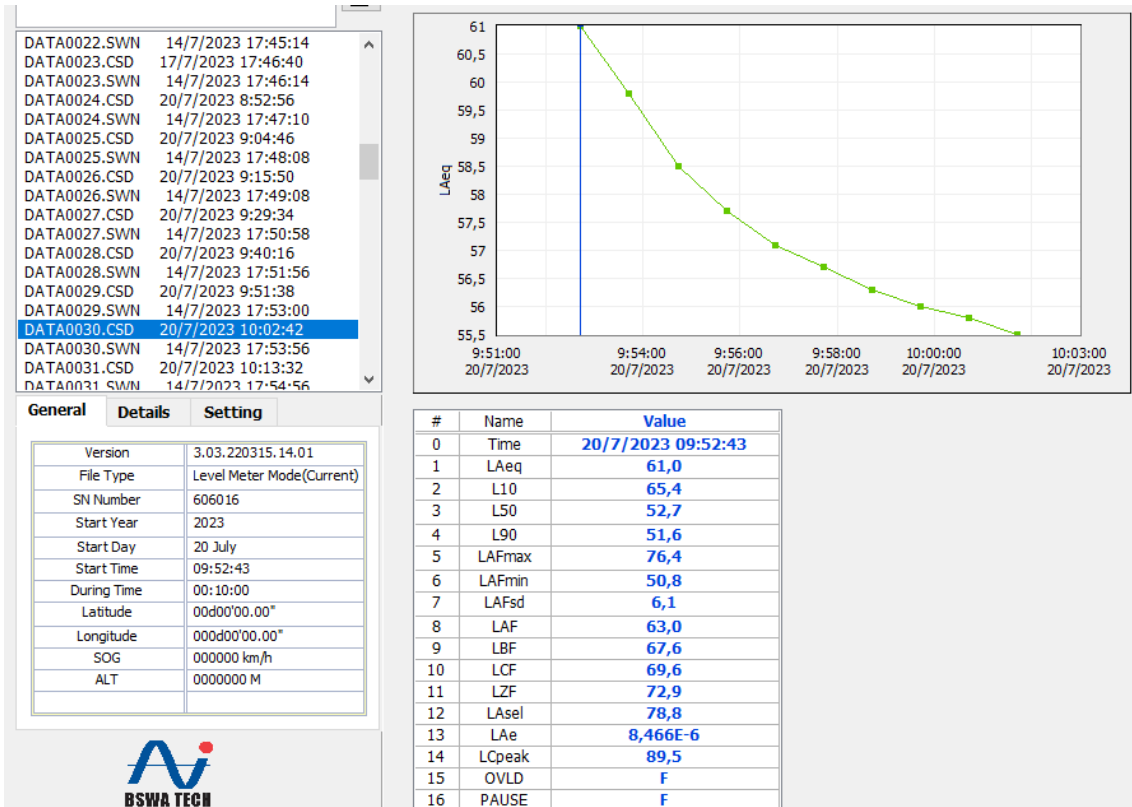 DATA0022.SWN 14/7/2023 17:45:14
DATA0023.CSD 17/7/2023 17:46:40
DATA0023.SWN 14/7/2023 17:46:14
DATA0024.CSD 20/7/2023 8:52:56
DATA0024.SWN 14/7/2023 17:47:10
DATA0025.CSD 20/7/2023 9:04:46
DATA0025.SWN 14/7/2023 17:48:08
DATA0026.CSD 20/7/2023 9:15:50
DATA0026.SWN 14/7/2023 17:49:08
DATA0027.CSD 20/7/2023 9:29:34
DATA0027.SWN 14/7/2023 17:50:58
DATA0028.CSD 20/7/2023 9:40:16
DATA0028.SWN 14/7/2023 17:51:56
DATA0029.CSD 20/7/2023 9:51:38
DATA0029.SWN 14/7/2023 17:53:00
DATA0030.CSD 20/7/2023 10:02:42
DATA0030.SWN 14/7/2023 17:53:56
DATA0031.CSD 20/7/2023 10:13:32
DATA0031.SWN 14/7/2023 17:54:56
General Details Setting
Version 3.03.220315.14.01
File Type Level Meter Mode(Current)
SN Number 606016
Start Year 2023
Start Day 20 July
Start Time 09:52:43
During Time 00:10:00
Latitude 00d00'00.00"
Longitude 000d00'00.00"
SOG 000000 km/h
ALT 0000000 M
BSWA TECH
LAeq
61
60,5
60
59,5
59
58,5
58
57,5
57
56,5
56
55,5
9:51:00 9:54:00 9:56:00 9:58:00 10:00:00 10:03:00
20/7/2023 20/7/2023 20/7/2023 20/7/2023 20/7/2023 20/7/2023
# Name Value
0 Time 20/7/2023 09:52:43
1 LAeq 61,0
2 L10 65,4
3 L50 52,7
4 L90 51,6
5 LAFmax 76,4
6 LAFmin 50,8
7 LAFsd 6,1
8 LAF 63,0
9 LBF 67,6
10 LCF 69,6
11 LZF 72,9
12 LAsel 78,8
13 LAe 8,466E-6
14 LCpeak 89,5
15 OVLD F
16 PAUSE F